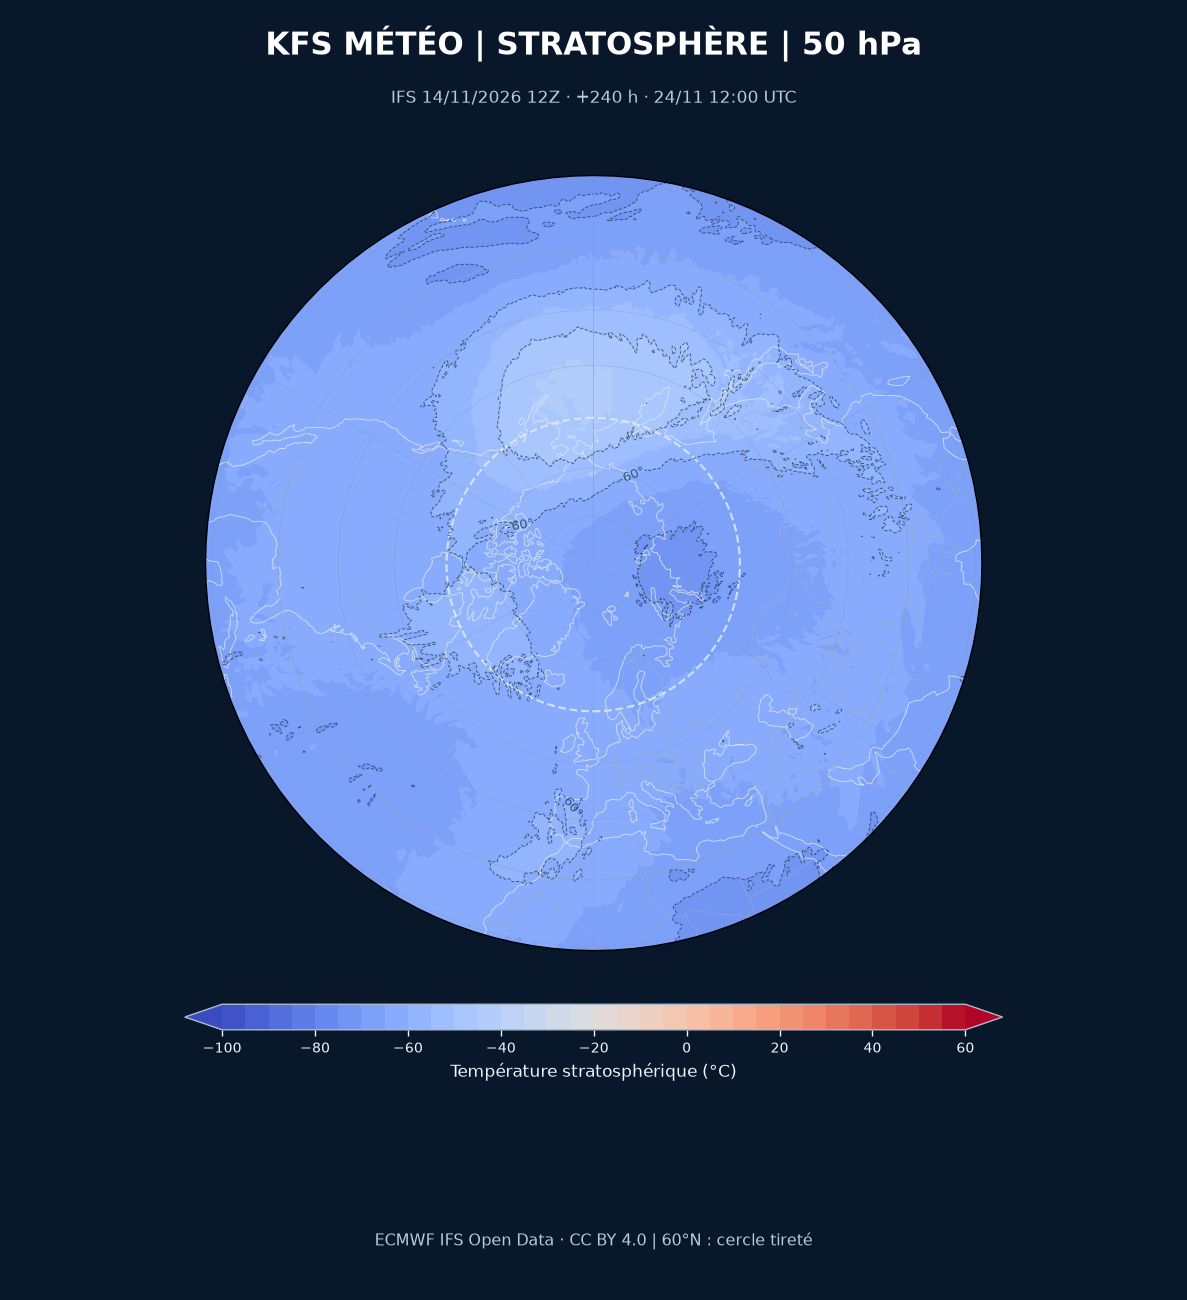 KFS MÉTÉO | STRATOSPHÈRE | 50 hPa
IFS 14/11/2026 12Z · +240 h · 24/11 12:00 UTC
60°
60°
60°
−100 −80 −60 −40 −20 0 20 40 60
Température stratosphérique (°C)
ECMWF IFS Open Data · CC BY 4.0 | 60°N : cercle tireté